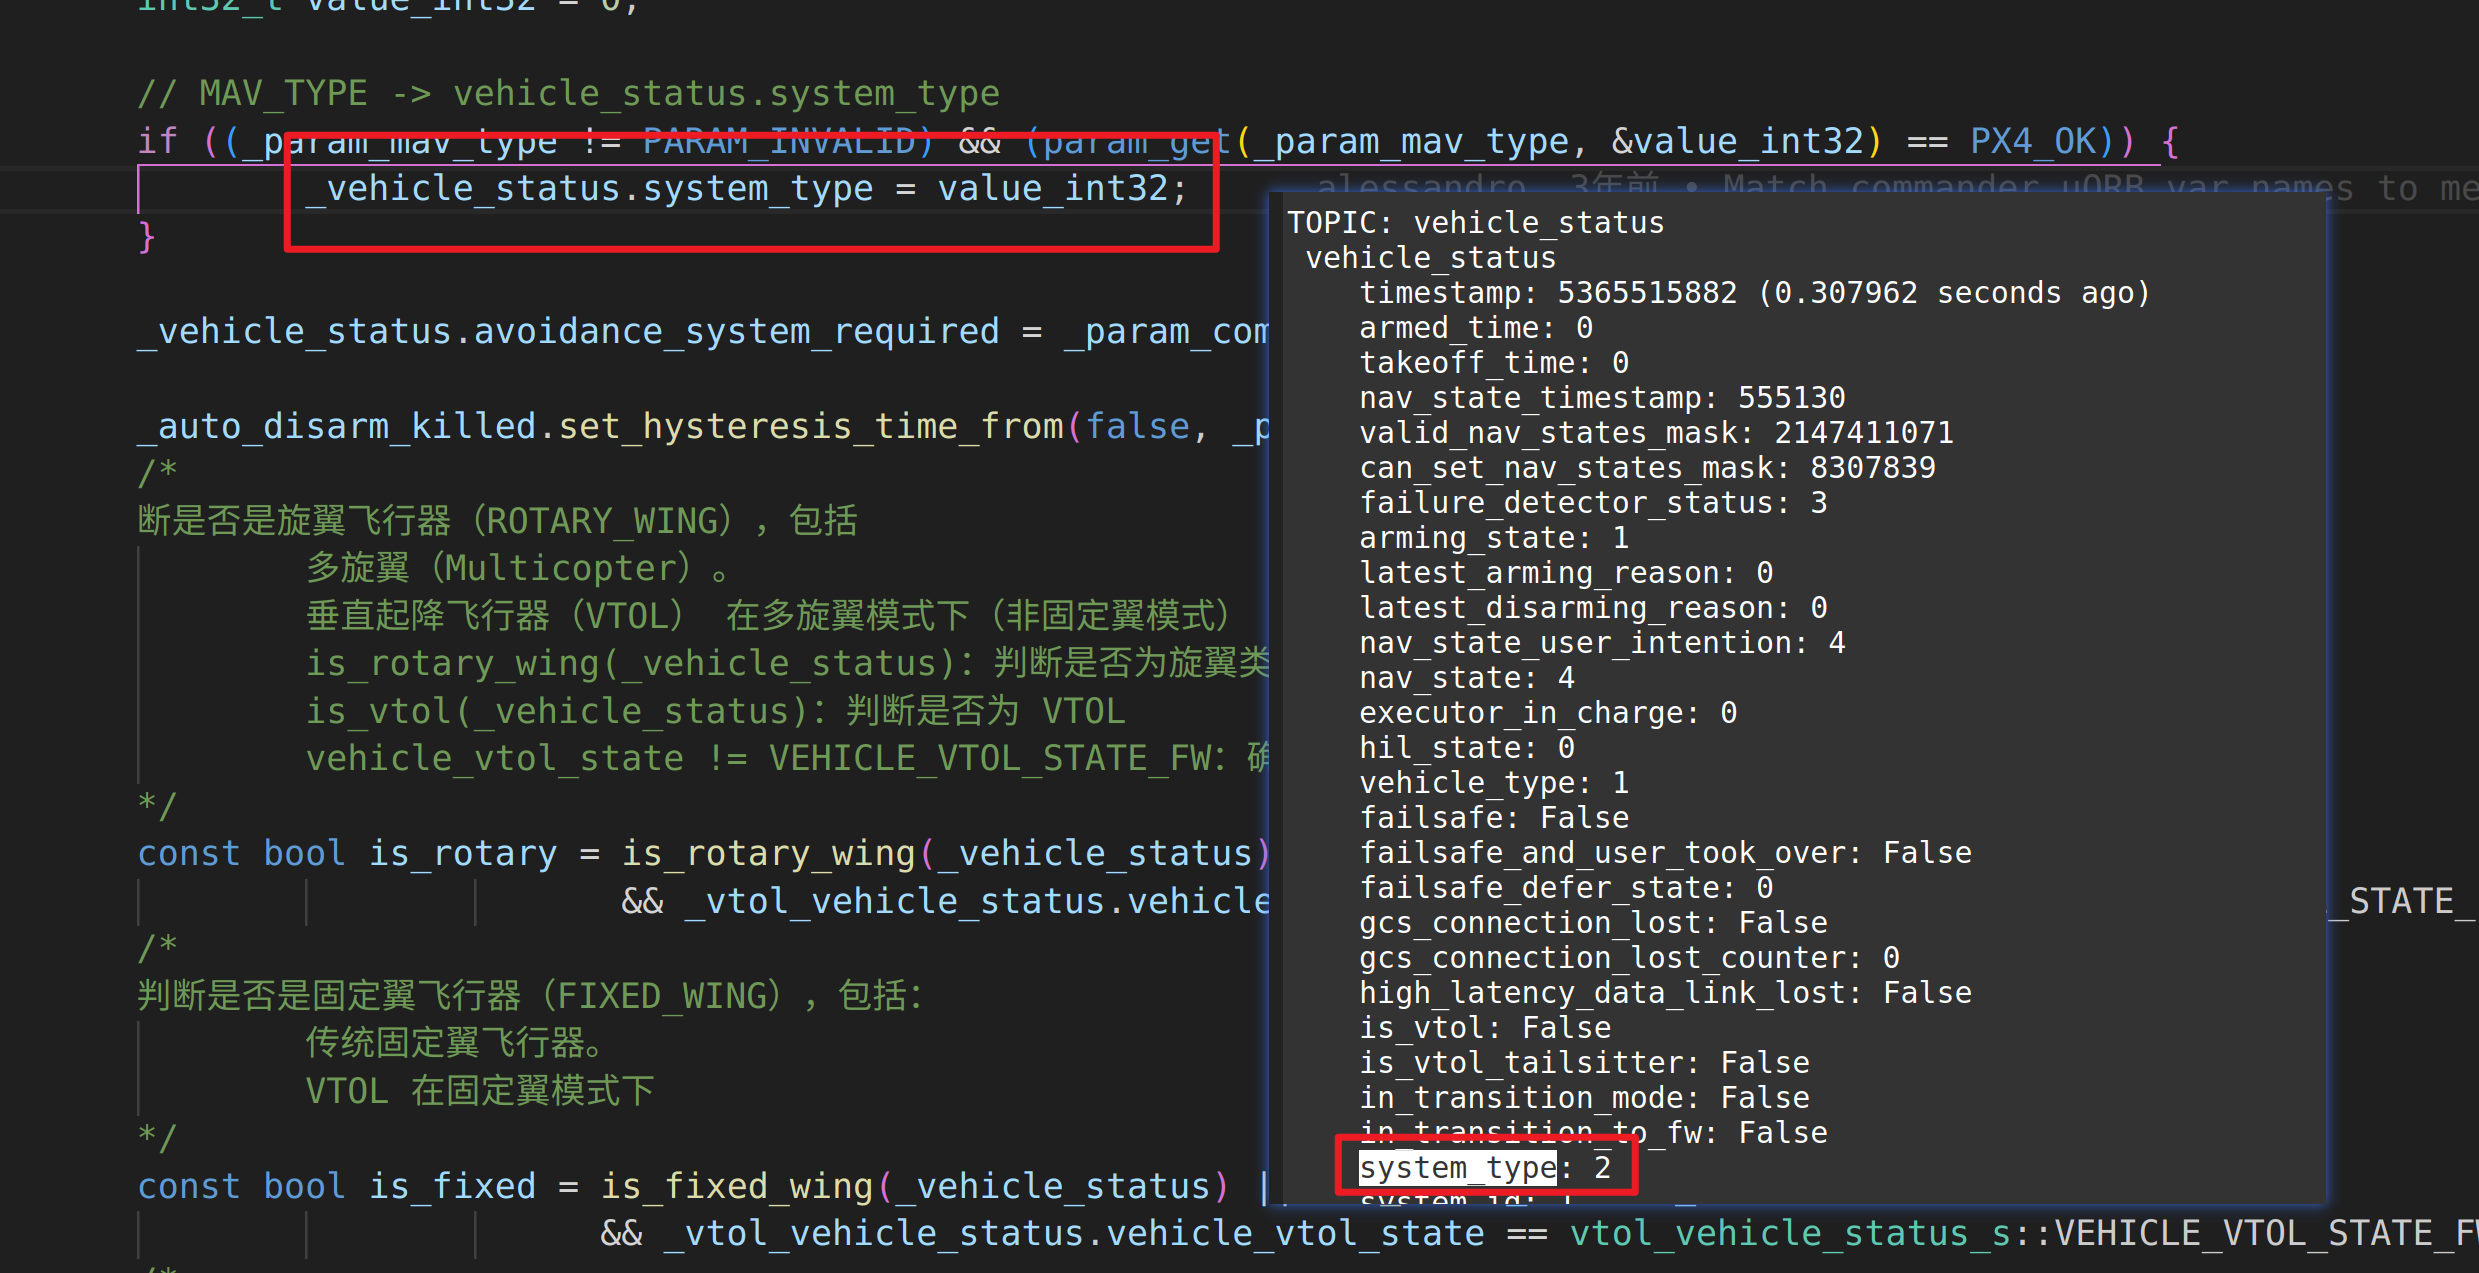 int32_t value_int32 = 0;
// MAV_TYPE -> vehicle_status.system_type
if ((_param_mav_type != PARAM_INVALID) && (param_get(_param_mav_type, &value_int32) == PX4_OK)) {
_vehicle_status.system_type = value_int32; alessandro, 3年前 • Match commander uORB var names to me
}
_vehicle_status.avoidance_system_required = _param_com
_auto_disarm_killed.set_hysteresis_time_from(false, _p
/*
断是否是旋翼飞行器（ROTARY_WING），包括
多旋翼（Multicopter）。
垂直起降飞行器（VTOL） 在多旋翼模式下（非固定翼模式）
is_rotary_wing(_vehicle_status)：判断是否为旋翼类
is_vtol(_vehicle_status)：判断是否为 VTOL
vehicle_vtol_state != VEHICLE_VTOL_STATE_FW：确
*/
const bool is_rotary = is_rotary_wing(_vehicle_status)
&& _vtol_vehicle_status.vehicle
_STATE_
/*
判断是否是固定翼飞行器（FIXED_WING），包括：
传统固定翼飞行器。
VTOL 在固定翼模式下
*/
const bool is_fixed = is_fixed_wing(_vehicle_status) |
&& _vtol_vehicle_status.vehicle_vtol_state == vtol_vehicle_status_s::VEHICLE_VTOL_STATE_FW
/*
TOPIC: vehicle_status
vehicle_status
timestamp: 5365515882 (0.307962 seconds ago)
armed_time: 0
takeoff_time: 0
nav_state_timestamp: 555130
valid_nav_states_mask: 2147411071
can_set_nav_states_mask: 8307839
failure_detector_status: 3
arming_state: 1
latest_arming_reason: 0
latest_disarming_reason: 0
nav_state_user_intention: 4
nav_state: 4
executor_in_charge: 0
hil_state: 0
vehicle_type: 1
failsafe: False
failsafe_and_user_took_over: False
failsafe_defer_state: 0
gcs_connection_lost: False
gcs_connection_lost_counter: 0
high_latency_data_link_lost: False
is_vtol: False
is_vtol_tailsitter: False
in_transition_mode: False
in_transition_to_fw: False
system_type: 2
system_id: 1